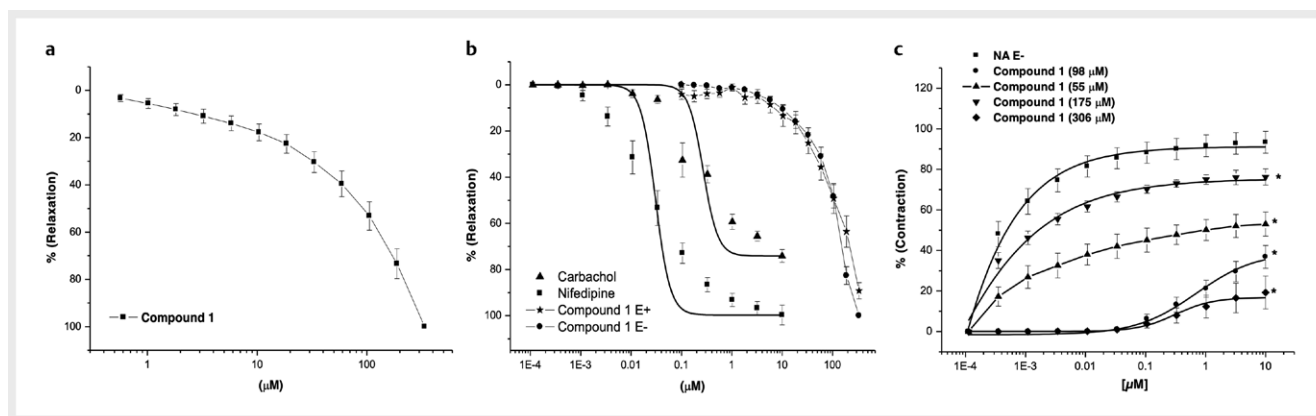 a
0
20
40
60
80
100
% (Relaxation)
Compound 1
1
10
100
(µM)
b
0
20
40
60
80
100
% (Relaxation)
Carbachol
Nifedipine
Compound 1 E+
Compound 1 E-
1E-4
1E-3
0.01
0.1
1
10
100
(µM)
c
NA E-
Compound 1 (98 µM)
Compound 1 (55 µM)
Compound 1 (175 µM)
Compound 1 (306 µM)
120
100
80
60
40
20
0
% (Contraction)
*
*
*
*
1E-4
1E-3
0.01
0.1
1
10
[µM]